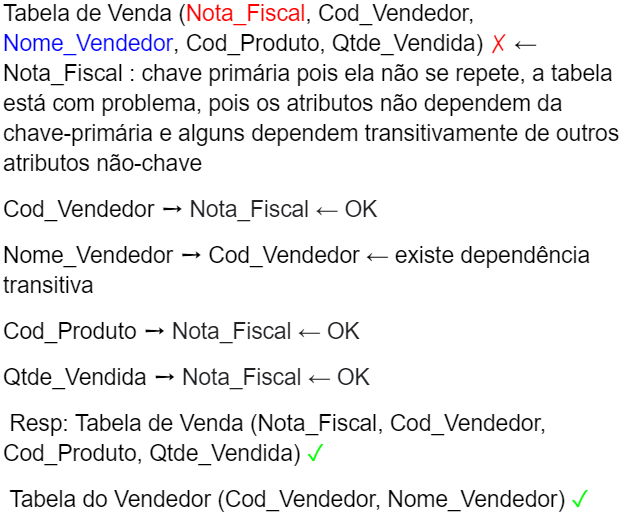 Tabela de Venda (Nota_Fiscal, Cod_Vendedor,
Nome_Vendedor, Cod_Produto, Qtde_Vendida) ✗ ←
Nota_Fiscal : chave primária pois ela não se repete, a tabela
está com problema, pois os atributos não dependem da
chave-primária e alguns dependem transitivamente de outros
atributos não-chave
Cod_Vendedor → Nota_Fiscal ← OK
Nome_Vendedor → Cod_Vendedor ← existe dependência
transitiva
Cod_Produto → Nota_Fiscal ← OK
Qtde_Vendida → Nota_Fiscal ← OK
Resp: Tabela de Venda (Nota_Fiscal, Cod_Vendedor,
Cod_Produto, Qtde_Vendida) ✓
Tabela do Vendedor (Cod_Vendedor, Nome_Vendedor) ✓